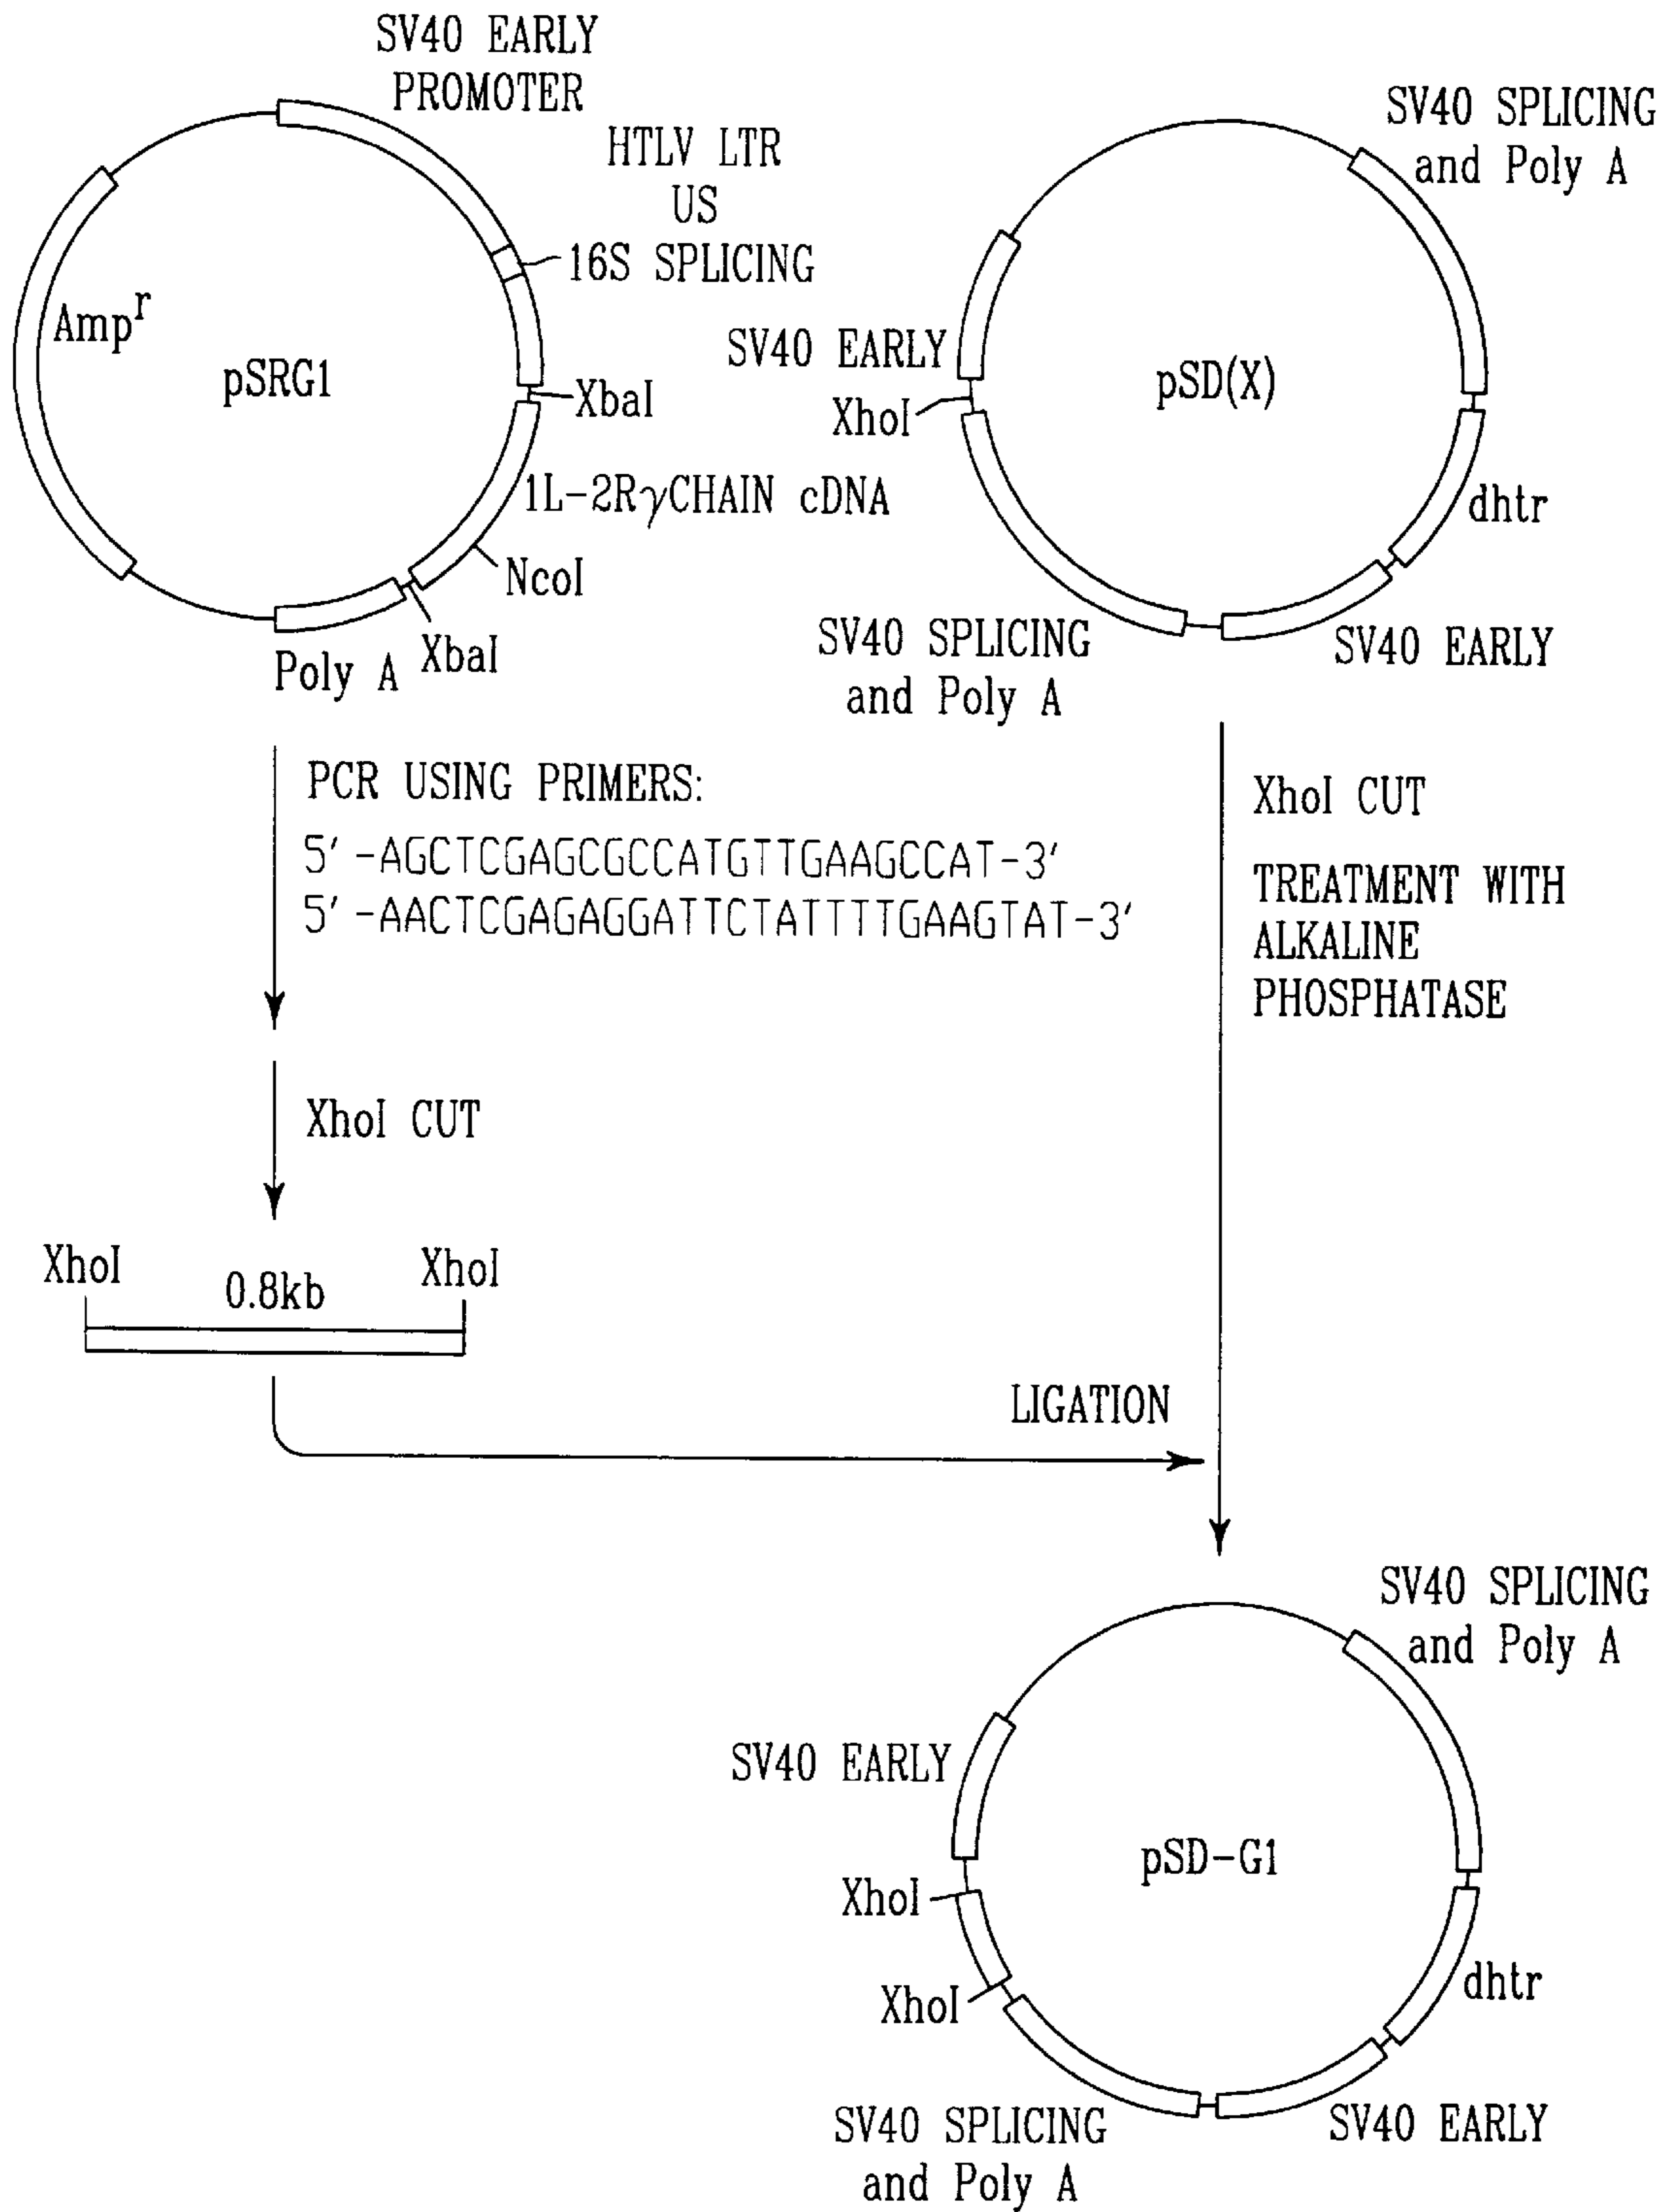 SV40 EARLY
PROMOTER
HTLV LTR
US
16S SPLICING
Amp^r
pSRG1
XbaI
1L-2RγCHAIN cDNA
NcoI
XbaI
Poly A
SV40 SPLICING
and Poly A
SV40 EARLY
XhoI
pSD(X)
dhtr
SV40 SPLICING
and Poly A
SV40 EARLY
PCR USING PRIMERS:
5' -AGCTCGAGCGCCATGTTGAAGCCAT-3'
5' -AACTCGAGAGGATTCTATTTTGAAGTAT-3'
XhoI CUT
TREATMENT WITH
ALKALINE
PHOSPHATASE
XhoI CUT
XhoI
0.8kb
XhoI
LIGATION
SV40 SPLICING
and Poly A
SV40 EARLY
pSD-G1
XhoI
XhoI
dhtr
SV40 SPLICING
and Poly A
SV40 EARLY